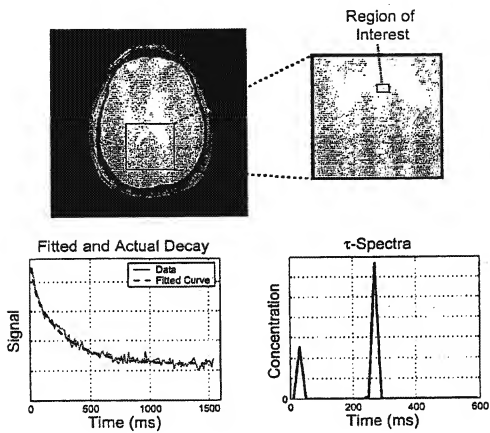 Region of
Interest
Fitted and Actual Decay
Data
Fitted Curve
Signal
0 500 1000 1500
Time (ms)
τ-Spectra
Concentration
0
0 200 400 600
Time (ms)